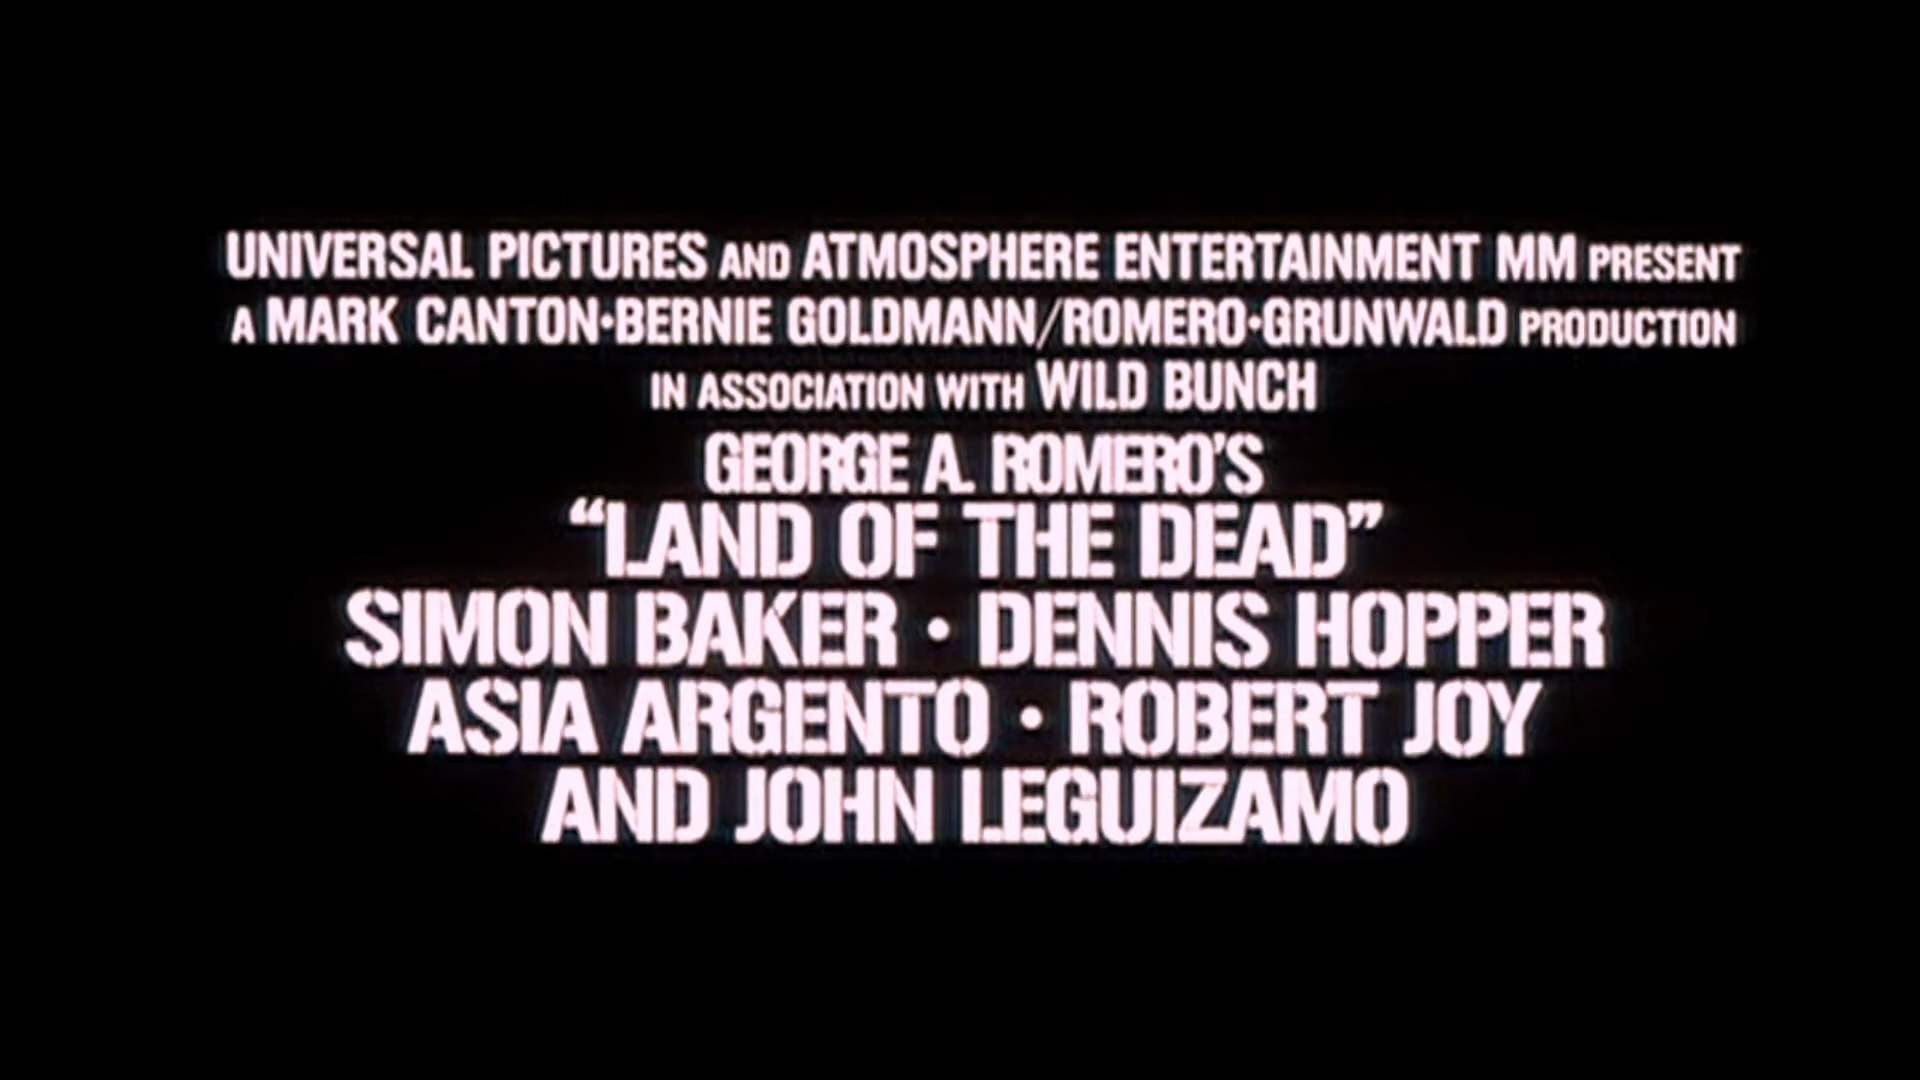 UNIVERSAL PICTURES AND ATMOSPHERE ENTERTAINMENT MM PRESENT
A MARK CANTON•BERNIE GOLDMANN/ROMERO•GRUNWALD PRODUCTION
IN ASSOCIATION WITH WILD BUNCH
GEORGE A. ROMERO'S
“LAND OF THE DEAD”
SIMON BAKER • DENNIS HOPPER
ASIA ARGENTO • ROBERT JOY
AND JOHN LEGUIZAMO